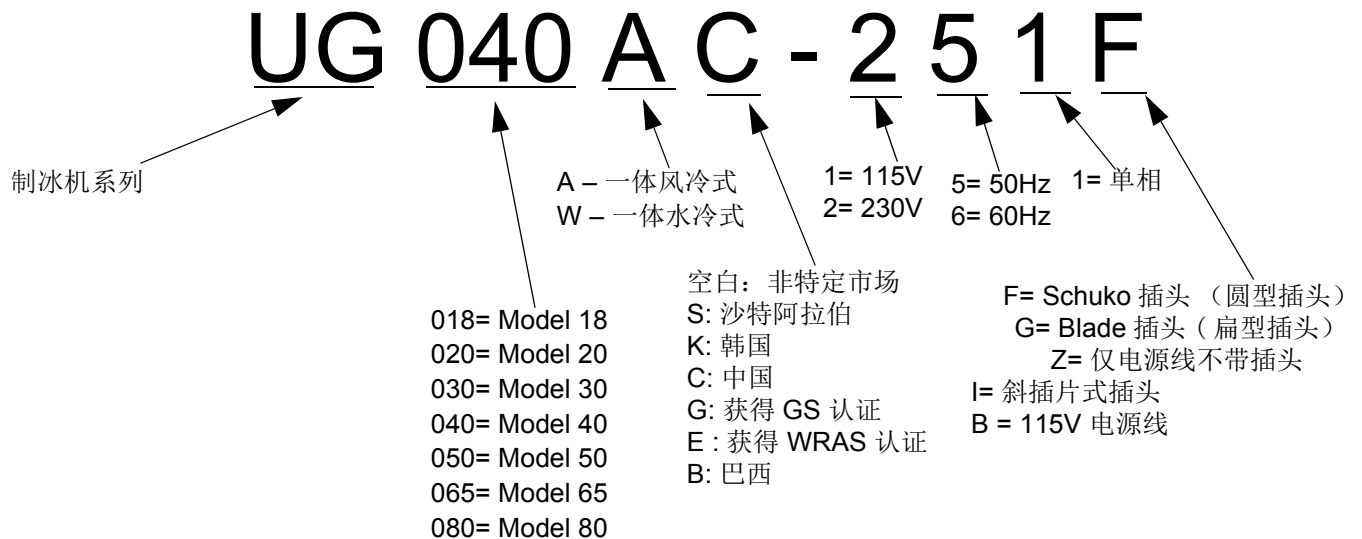 UG 040 A C - 2 5 1 F
制冰机系列
A – 一体风冷式
W – 一体水冷式
1= 115V
2= 230V
5= 50Hz
6= 60Hz
1= 单相
018= Model 18
020= Model 20
030= Model 30
040= Model 40
050= Model 50
065= Model 65
080= Model 80
空白：非特定市场
S: 沙特阿拉伯
K: 韩国
C: 中国
G: 获得 GS 认证
E : 获得 WRAS 认证
B: 巴西
F= Schuko 插头 （圆型插头）
G= Blade 插头 ( 扁型插头）
Z= 仅电源线不带插头
I= 斜插片式插头
B = 115V 电源线